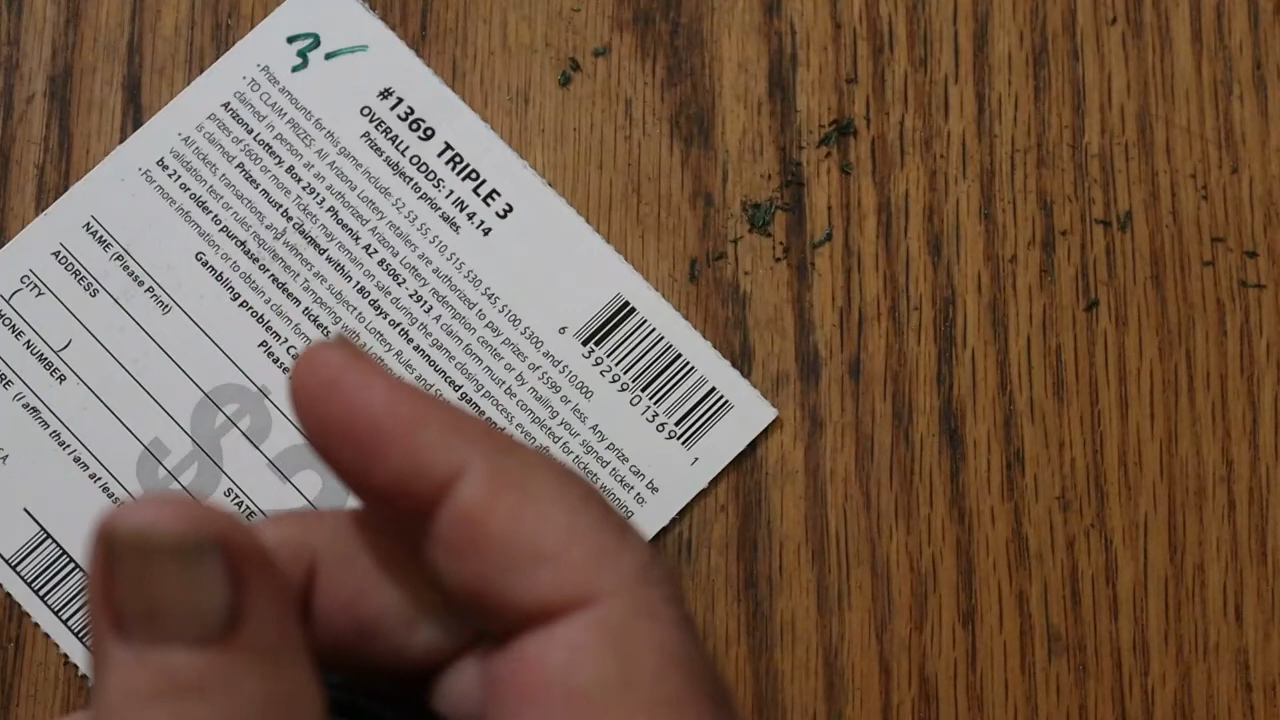 3-
#1369 TRIPLE 3
OVERALL ODDS: 1 IN 4.14
Prizes subject to prior sales.
• Prize amounts for this game include: $2, $3, $5, $10, $15, $30, $45, $100, $300, and $10,000.
• TO CLAIM PRIZES: All Arizona Lottery retailers are authorized to pay prizes of $599 or less. Any prize can be
claimed in person at an authorized Arizona Lottery redemption center or by mailing your signed ticket to:
Arizona Lottery, Box 2913, Phoenix, AZ 85062-2913. A claim form must be completed for tickets winning
prizes of $600 or more. Tickets may remain on sale during the game closing process, even after
is claimed. Prizes must be claimed within 180 days of the announced game end
• All tickets, transactions, and winners are subject to Lottery Rules and
validation test or rules requirement. Tampering with a
be 21 or older to purchase or redeem tickets.
• For more information, or to obtain a claim form
Gambling problem?
Please
6 39299 01369 1
NAME (Please Print)
ADDRESS
CITY
STATE
( )
HONE NUMBER
(I affirm that I am at least
$2